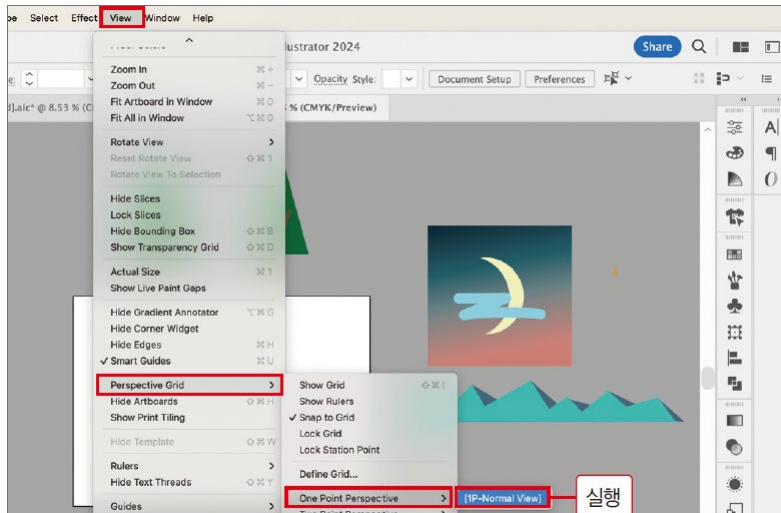 pe Select Effect View Window Help
lustrator 2024
Share
Zoom In ⌘ +
Zoom Out ⌘ −
Fit Artboard in Window ⌘ 0
Fit All in Window ⌥ ⌘ 0
e:
Opacity Style:
Document Setup
Preferences
d].aic* @ 8.53 % (C
% (CMYK/Preview)
Rotate View
Reset Rotate View ⇧ ⌘ 1
Rotate View To Selection
Hide Slices
Lock Slices
Hide Bounding Box ⇧ ⌘ B
Show Transparency Grid ⇧ ⌘ D
Actual Size ⌘ 1
Show Live Paint Gaps
Hide Gradient Annotator ⌥ ⌘ G
Hide Corner Widget
Hide Edges ⌘ H
✓ Smart Guides ⌘ U
Perspective Grid
Hide Artboards ⇧ ⌘ H
Show Print Tiling
Hide Template ⇧ ⌘ W
Rulers
Hide Text Threads ⇧ ⌘ Y
Guides
Show Grid ⇧ ⌘ I
Show Rulers
✓ Snap to Grid
Lock Grid
Lock Station Point
Define Grid...
One Point Perspective
[1P-Normal View]
실행